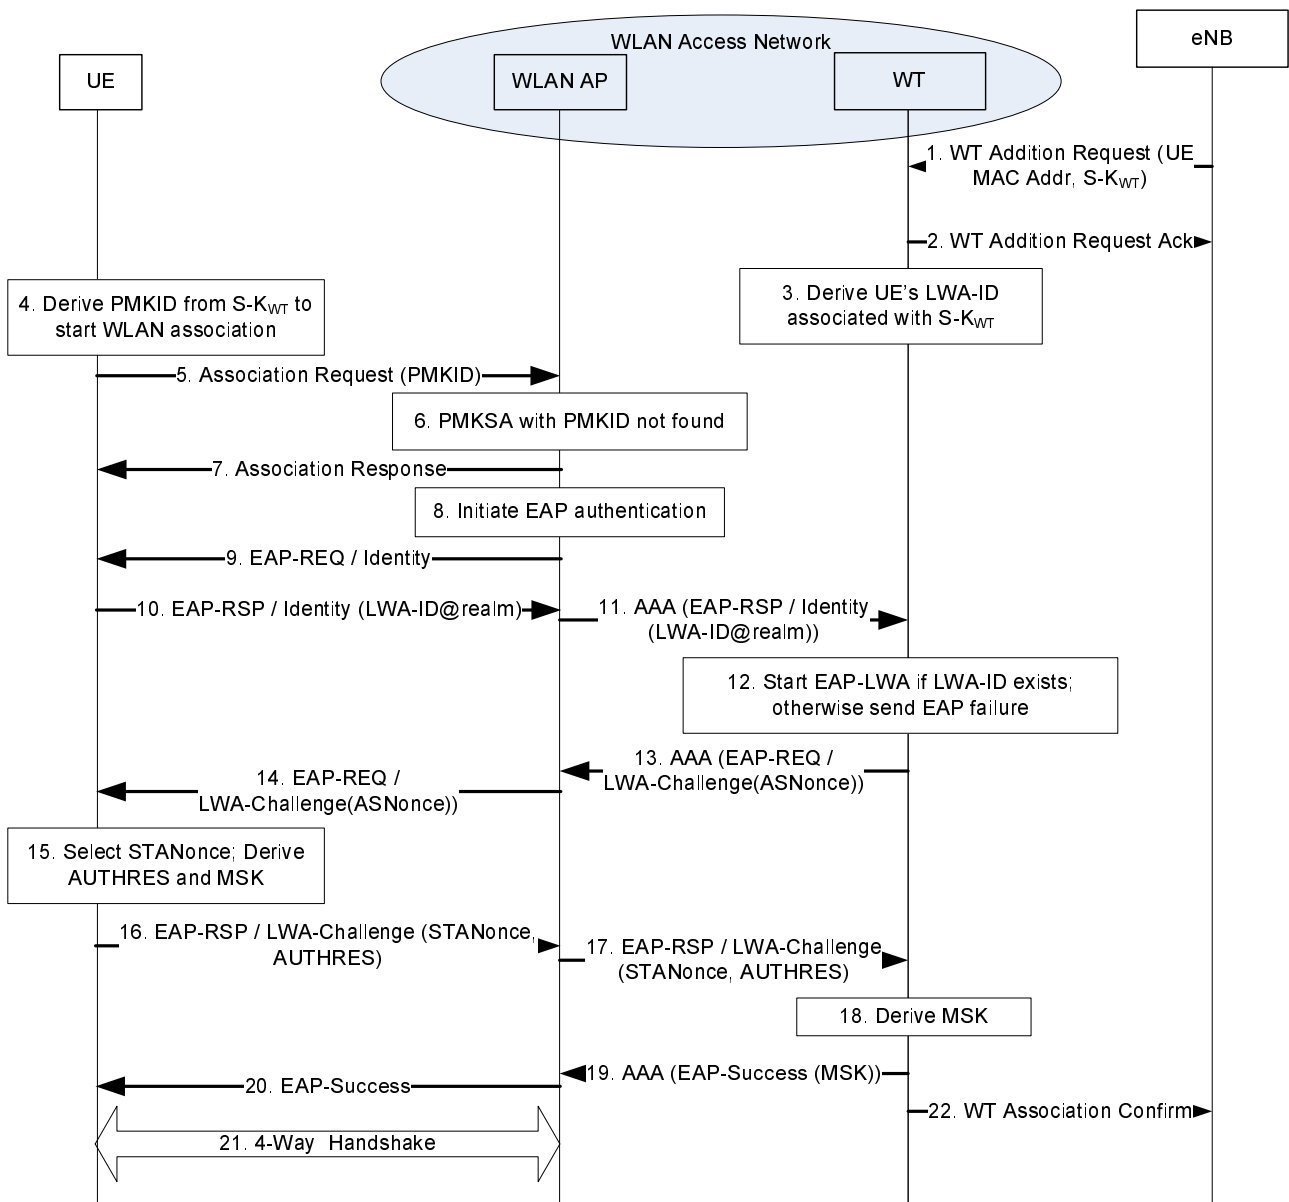 WLAN Access Network
UE
WLAN AP
WT
eNB
1. WT Addition Request (UE
MAC Addr, S-KWT)
2. WT Addition Request Ack
3. Derive UE's LWA-ID
associated with S-KWT
4. Derive PMKID from S-KWT to
start WLAN association
5. Association Request (PMKID)
6. PMKSA with PMKID not found
7. Association Response
8. Initiate EAP authentication
9. EAP-REQ / Identity
10. EAP-RSP / Identity (LWA-ID@realm)
11. AAA (EAP-RSP / Identity
(LWA-ID@realm))
12. Start EAP-LWA if LWA-ID exists;
otherwise send EAP failure
13. AAA (EAP-REQ /
LWA-Challenge(ASNonce))
14. EAP-REQ /
LWA-Challenge(ASNonce))
15. Select STANonce; Derive
AUTHRES and MSK
16. EAP-RSP / LWA-Challenge (STANonce,
AUTHRES)
17. EAP-RSP / LWA-Challenge
(STANonce, AUTHRES)
18. Derive MSK
19. AAA (EAP-Success (MSK))
20. EAP-Success
21. 4-Way Handshake
22. WT Association Confirm